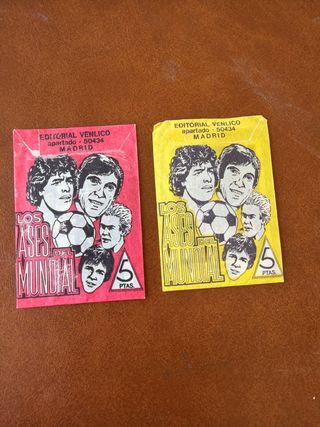 EDITORIAL VENLICO
apartado - 50434
MADRID
LOS
ASES
DEL
MUNDIAL
5
PTAS.
EDITORIAL VENLICO
apartado - 50434
MADRID
LOS
ASES
DEL
MUNDIAL
5
PTAS.